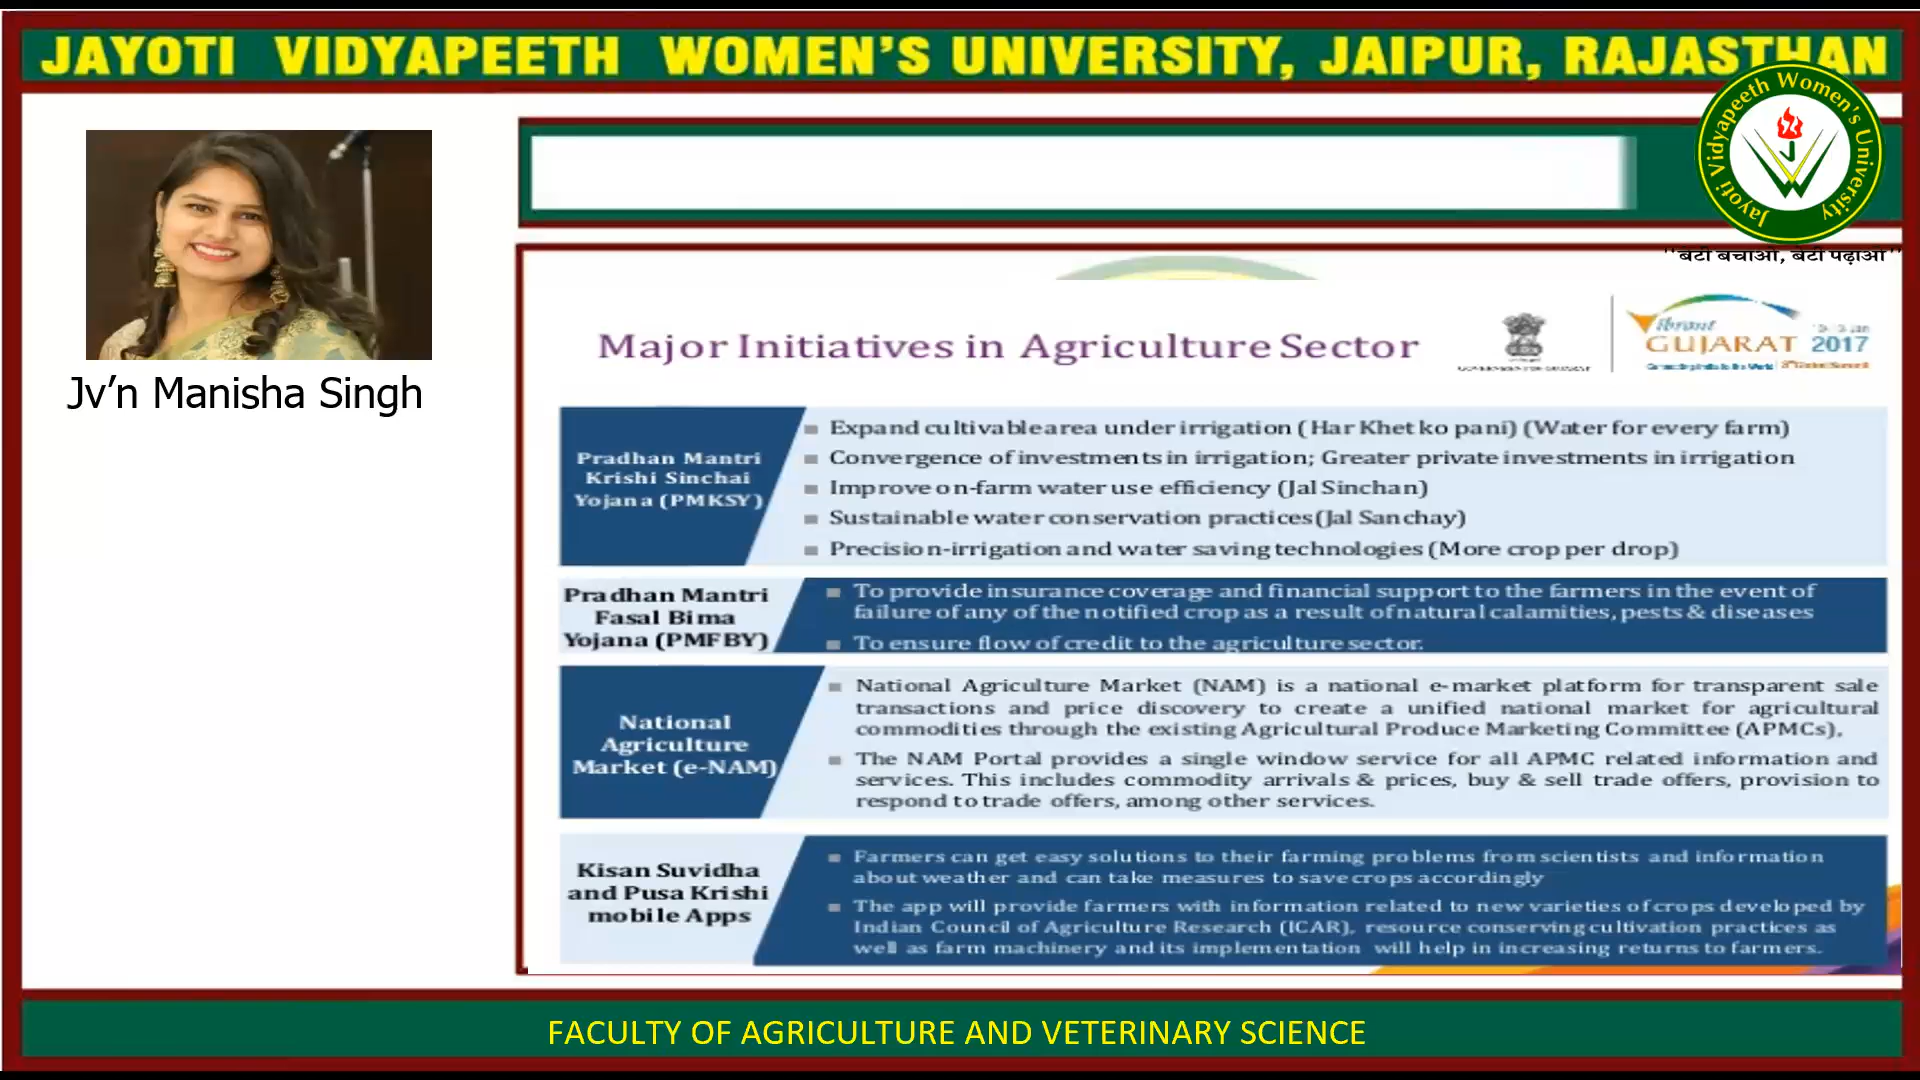 JAYOTI VIDYAPEETH WOMEN'S UNIVERSITY, JAIPUR, RAJASTHAN
Jayoti Vidyapeeth Women's University
"बेटी बचाओ, बेटी पढ़ाओ"
Jv'n Manisha Singh
Major Initiatives in Agriculture Sector
Vibrant
GUJARAT 2017
Pradhan Mantri
Krishi Sinchai
Yojana (PMKSY)
Expand cultivable area under irrigation (Har Khet ko pani) (Water for every farm)
Convergence of investments in irrigation; Greater private investments in irrigation
Improve on-farm water use efficiency (Jal Sinchan)
Sustainable water conservation practices (Jal Sanchay)
Precision-irrigation and water saving technologies (More crop per drop)
Pradhan Mantri
Fasal Bima
Yojana (PMFBY)
To provide insurance coverage and financial support to the farmers in the event of
failure of any of the notified crop as a result of natural calamities, pests & diseases
To ensure flow of credit to the agriculture sector.
National
Agriculture
Market (e-NAM)
National Agriculture Market (NAM) is a national e-market platform for transparent sale
transactions and price discovery to create a unified national market for agricultural
commodities through the existing Agricultural Produce Marketing Committee (APMCs),
The NAM Portal provides a single window service for all APMC related information and
services. This includes commodity arrivals & prices, buy & sell trade offers, provision to
respond to trade offers, among other services.
Kisan Suvidha
and Pusa Krishi
mobile Apps
Farmers can get easy solutions to their farming problems from scientists and information
about weather and can take measures to save crops accordingly
The app will provide farmers with information related to new varieties of crops developed by
Indian Council of Agriculture Research (ICAR), resource conserving cultivation practices as
well as farm machinery and its implementation will help in increasing returns to farmers.
FACULTY OF AGRICULTURE AND VETERINARY SCIENCE